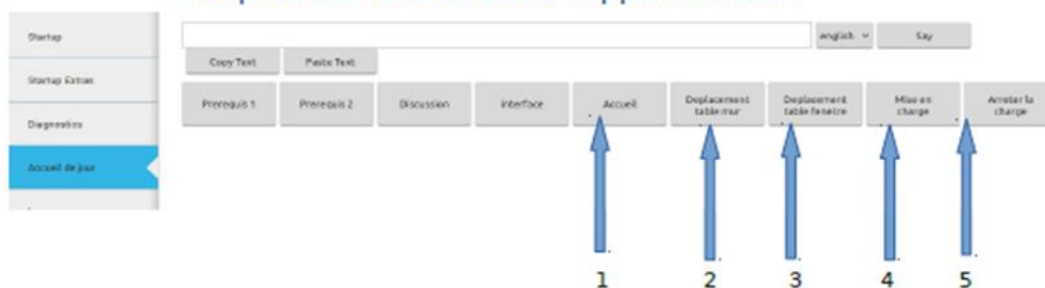 Startup
Startup Extras
Diagnostics
Accueil de jour
english
Say
Copy Text
Paste Text
Prerequis 1
Prerequis 2
Discussion
interface
Accueil
Deplacement
table mur
Deplacement
table fenetre
Mise en
charge
Arreter la
charge
1
2
3
4
5